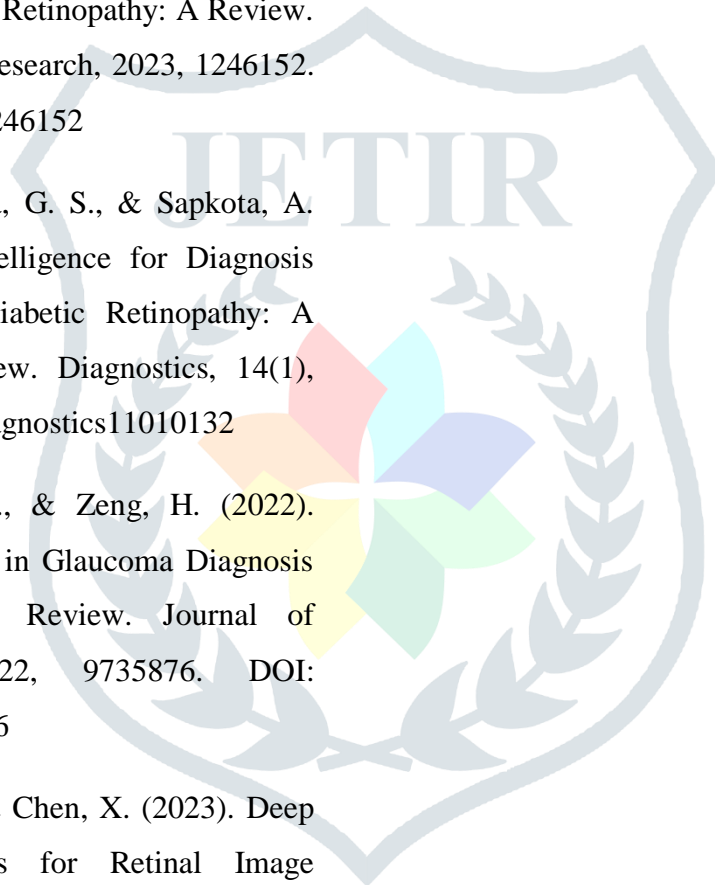 Retinopathy: A Review.
esearch, 2023, 1246152.
246152
JETIR
, G. S., & Sapkota, A.
elligence for Diagnosis
iabetic Retinopathy: A
ew. Diagnostics, 14(1),
agnostics11010132
., & Zeng, H. (2022).
in Glaucoma Diagnosis
Review. Journal of
22, 9735876. DOI:
6
Chen, X. (2023). Deep
s for Retinal Image